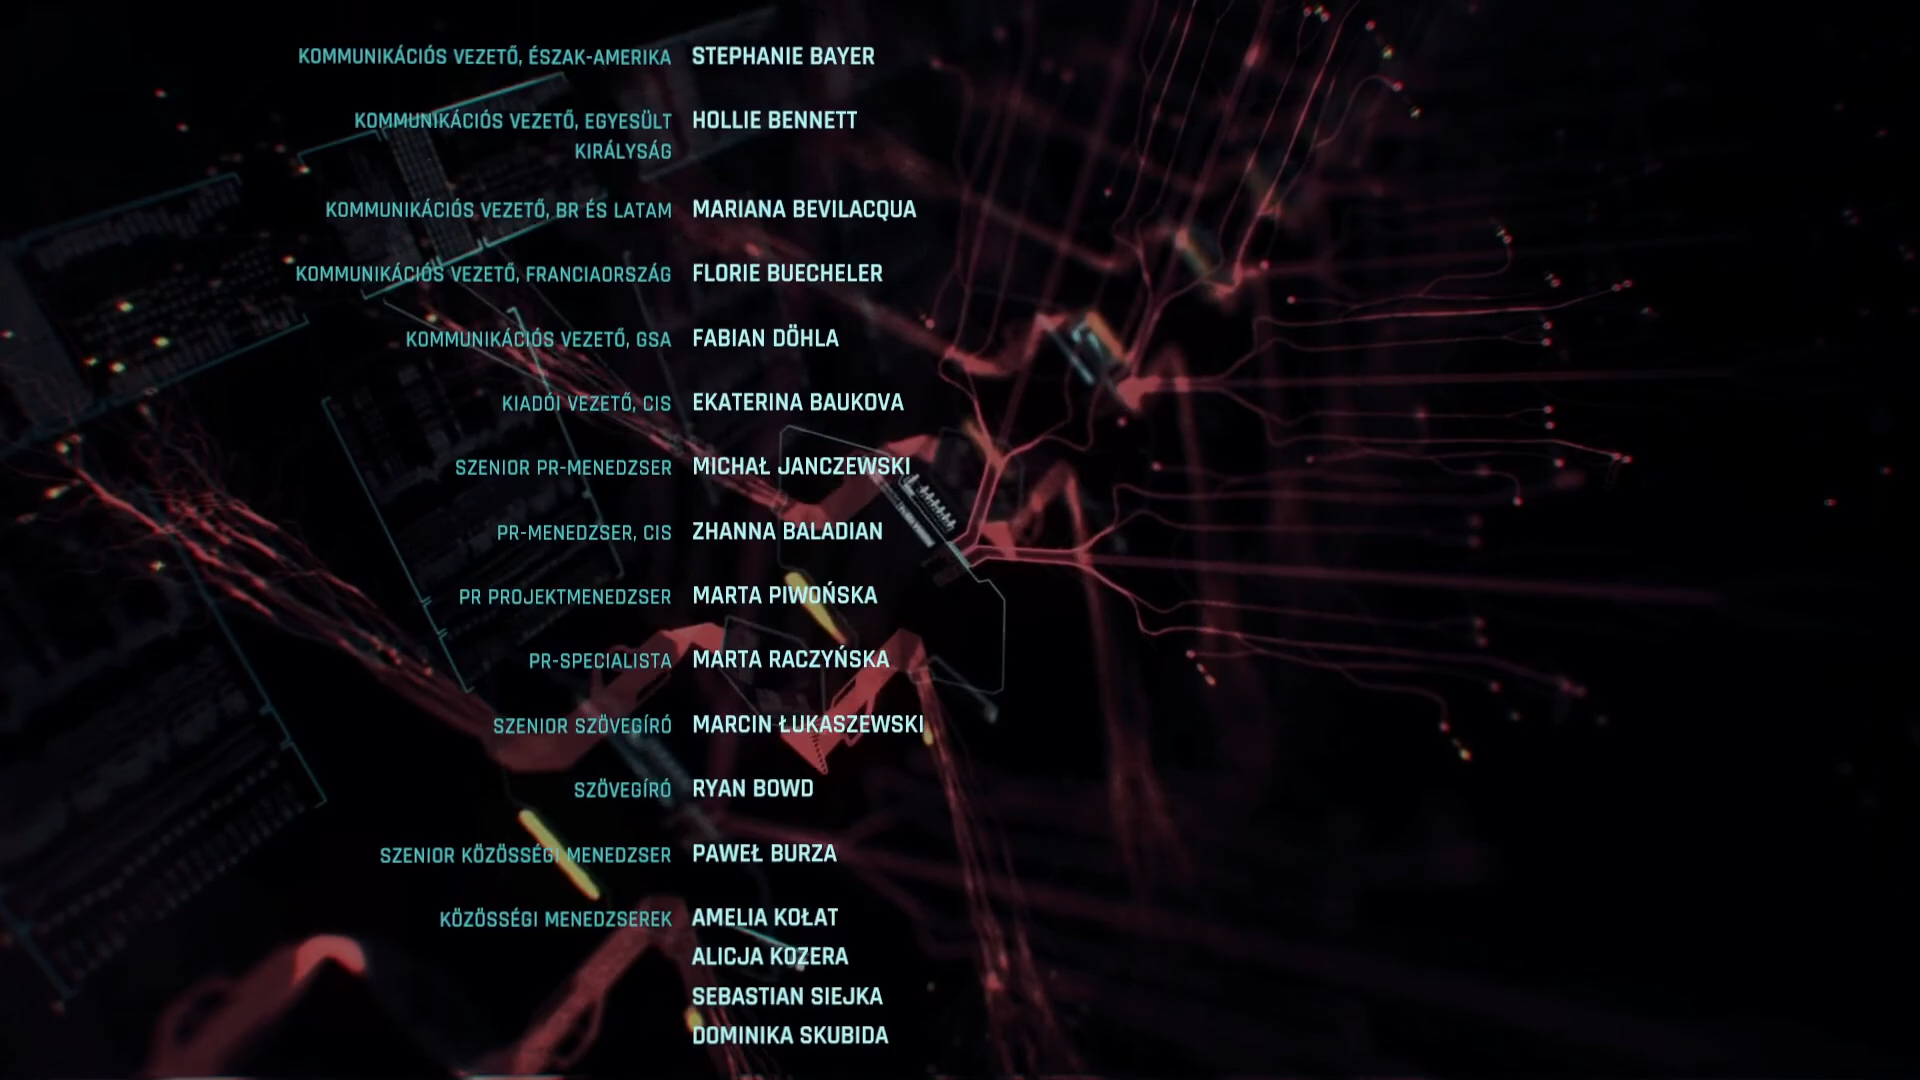 KOMMUNIKÁCIÓS VEZETŐ, ÉSZAK-AMERIKA STEPHANIE BAYER
KOMMUNIKÁCIÓS VEZETŐ, EGYESÜLT KIRÁLYSÁG HOLLIE BENNETT
KOMMUNIKÁCIÓS VEZETŐ, BR ÉS LATAM MARIANA BEVILACQUA
KOMMUNIKÁCIÓS VEZETŐ, FRANCIAORSZÁG FLORIE BUECHELER
KOMMUNIKÁCIÓS VEZETŐ, GSA FABIAN DÖHLA
KIADÓI VEZETŐ, CIS EKATERINA BAUKOVA
SZENIOR PR-MENEDZSER MICHAŁ JANCZEWSKI
PR-MENEDZSER, CIS ZHANNA BALADIAN
PR PROJEKTMENEDZSER MARTA PIWOŃSKA
PR-SPECIALISTA MARTA RACZYŃSKA
SZENIOR SZÖVEGÍRÓ MARCIN ŁUKASZEWSKI
SZÖVEGÍRÓ RYAN BOWD
SZENIOR KÖZÖSSÉGI MENEDZSER PAWEŁ BURZA
KÖZÖSSÉGI MENEDZSEREK AMELIA KOŁAT
ALICJA KOZERA
SEBASTIAN SIEJKA
DOMINIKA SKUBIDA